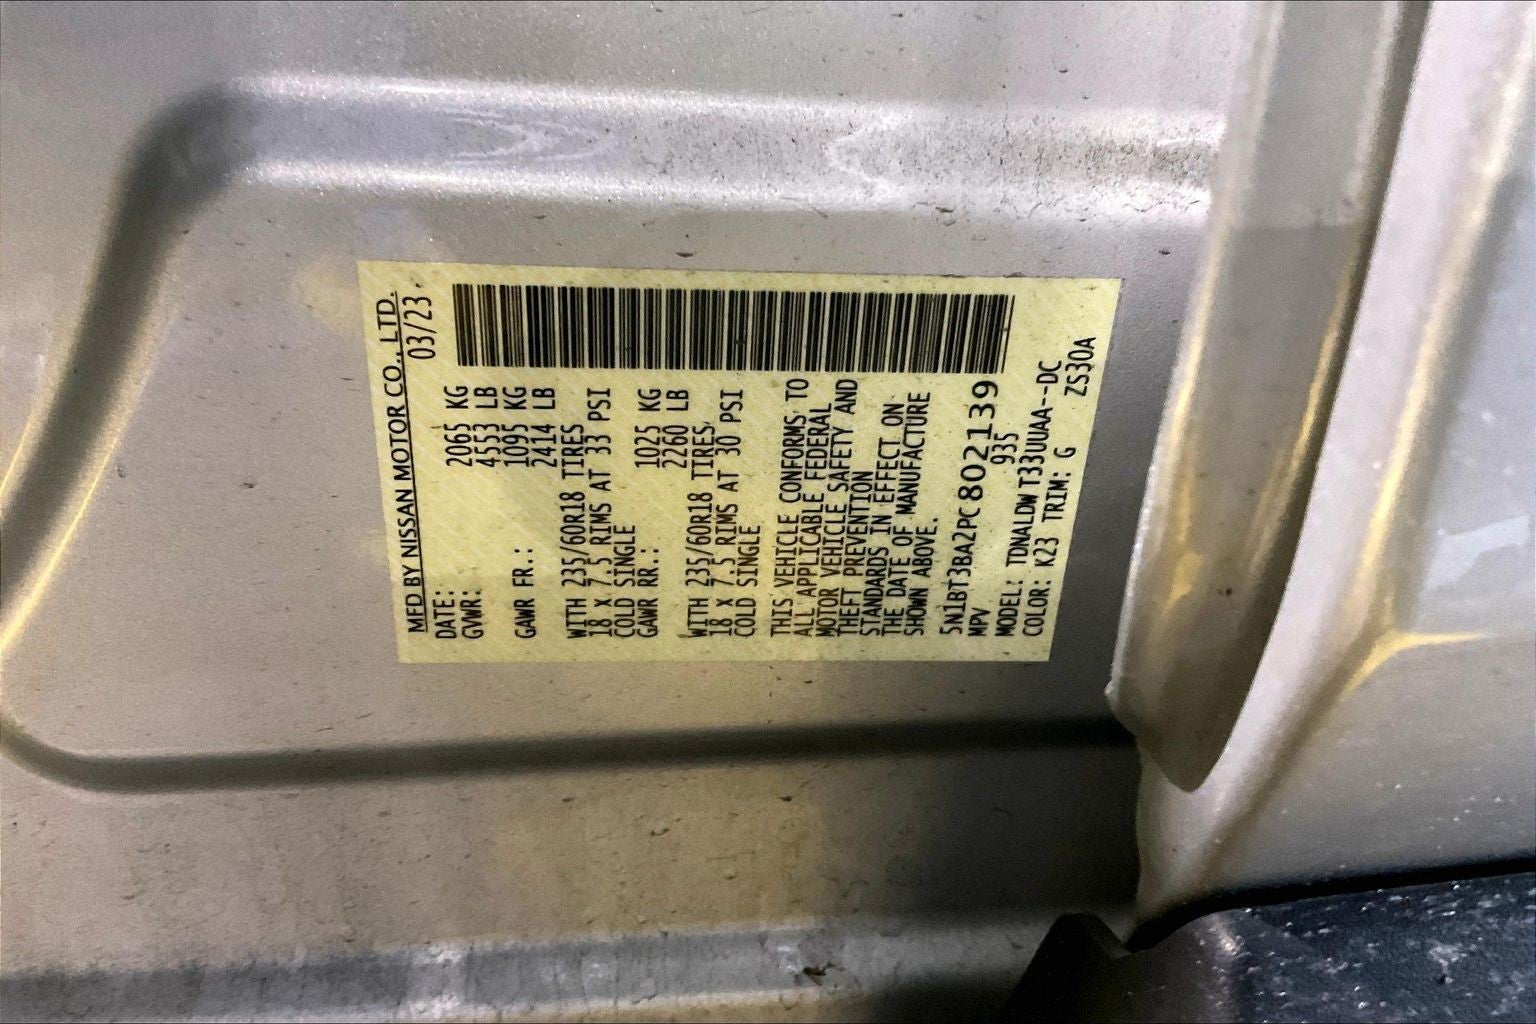 MFD BY NISSAN MOTOR CO., LTD.
DATE: 03/23
GVWR: 2065 KG
4553 LB
GAWR FR.: 1095 KG
2414 LB
WITH 235/60R18 TIRES
18 x 7.5 RIMS AT 33 PSI
COLD SINGLE
GAWR RR.: 1025 KG
2260 LB
WITH 235/60R18 TIRES
18 x 7.5 RIMS AT 30 PSI
COLD SINGLE
THIS VEHICLE CONFORMS TO
ALL APPLICABLE FEDERAL
MOTOR VEHICLE SAFETY AND
THEFT PREVENTION
STANDARDS IN EFFECT ON
THE DATE OF MANUFACTURE
SHOWN ABOVE.
5N1BT3BA2PC802139
MPV 935
MODEL: TDNALDWT33UUAA--DC
COLOR: K23 TRIM: G ZS30A